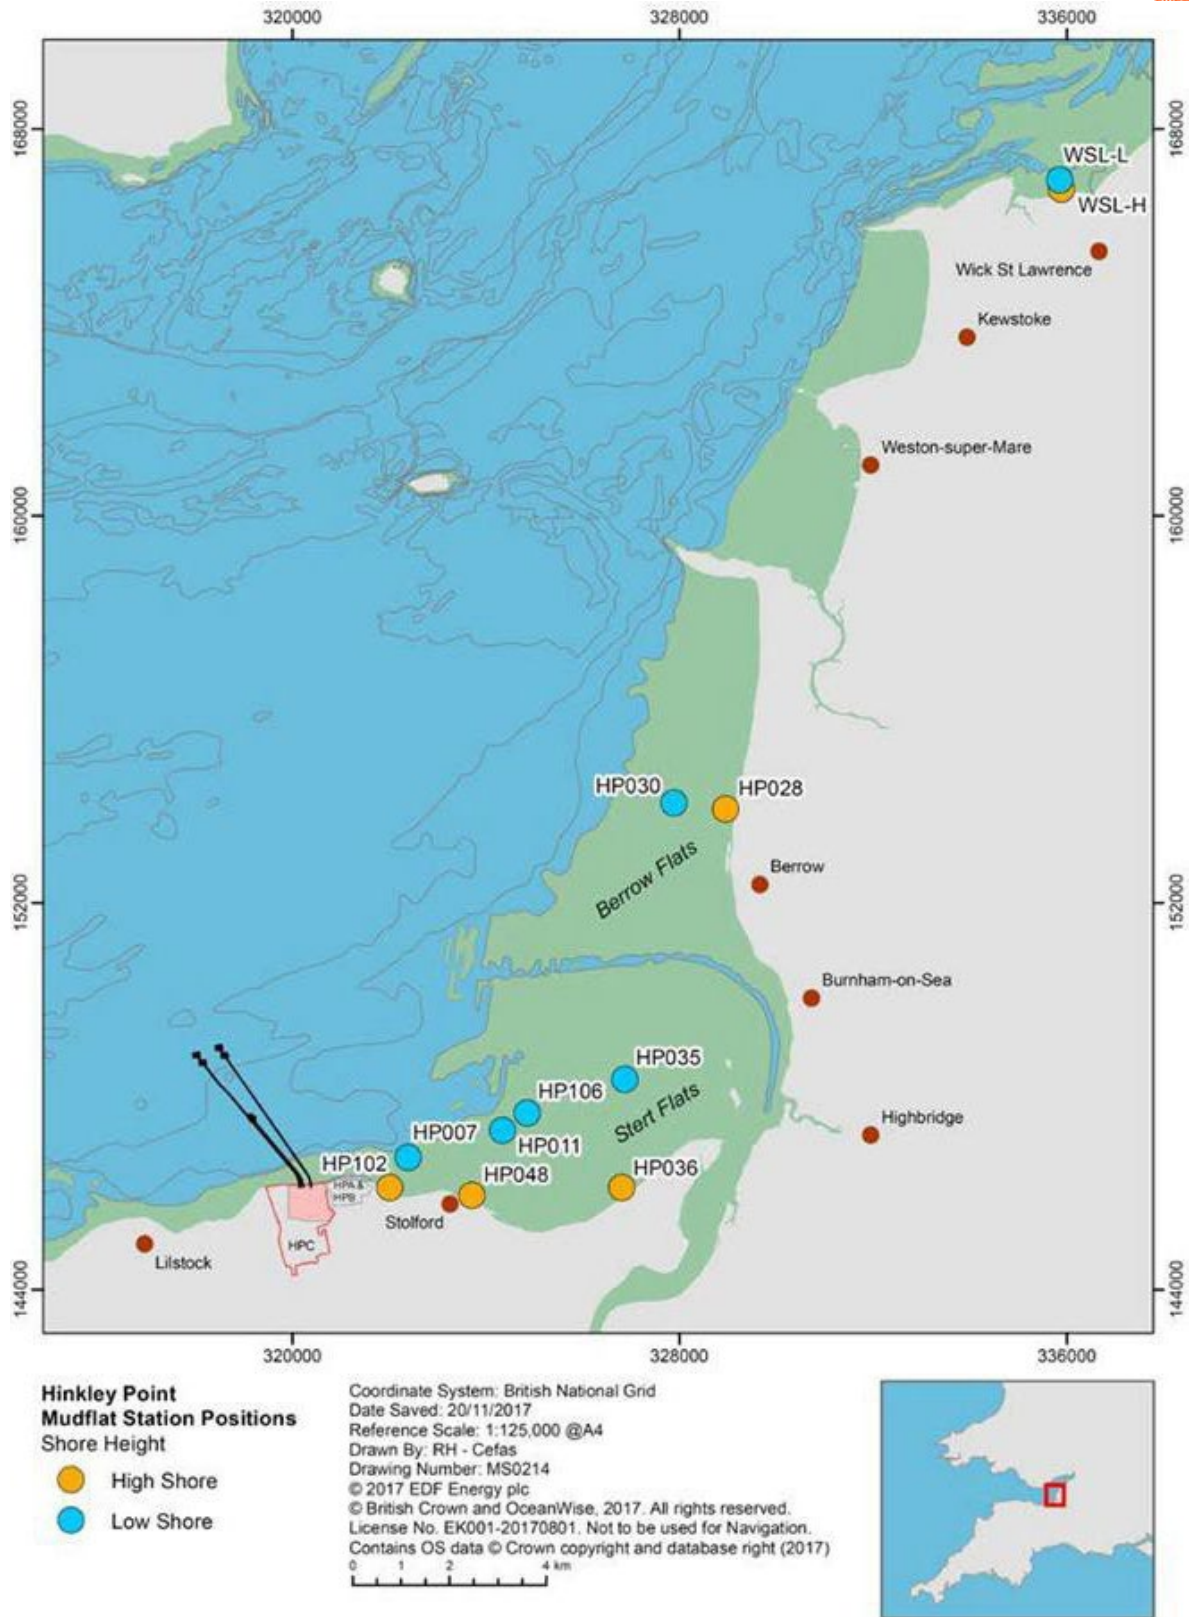 320000
328000
336000
168000
168000
WSL-L
WSL-H
Wick St Lawrence
Kewstoke
Weston-super-Mare
160000
160000
HP030
HP028
Berrow Flats
Berrow
152000
152000
Burnham-on-Sea
HP035
HP106
Stert Flats
HP011
Highbridge
HP007
HP102
HPA &
HPB
HP048
HP036
Stolford
HPC
Lilstock
144000
144000
320000
328000
336000
Hinkley Point
Mudflat Station Positions
Shore Height
High Shore
Low Shore
Coordinate System: British National Grid
Date Saved: 20/11/2017
Reference Scale: 1:125,000 @A4
Drawn By: RH - Cefas
Drawing Number: MS0214
© 2017 EDF Energy plc
© British Crown and OceanWise, 2017. All rights reserved.
License No. EK001-20170801. Not to be used for Navigation.
Contains OS data © Crown copyright and database right (2017)
0 1 2 4 km